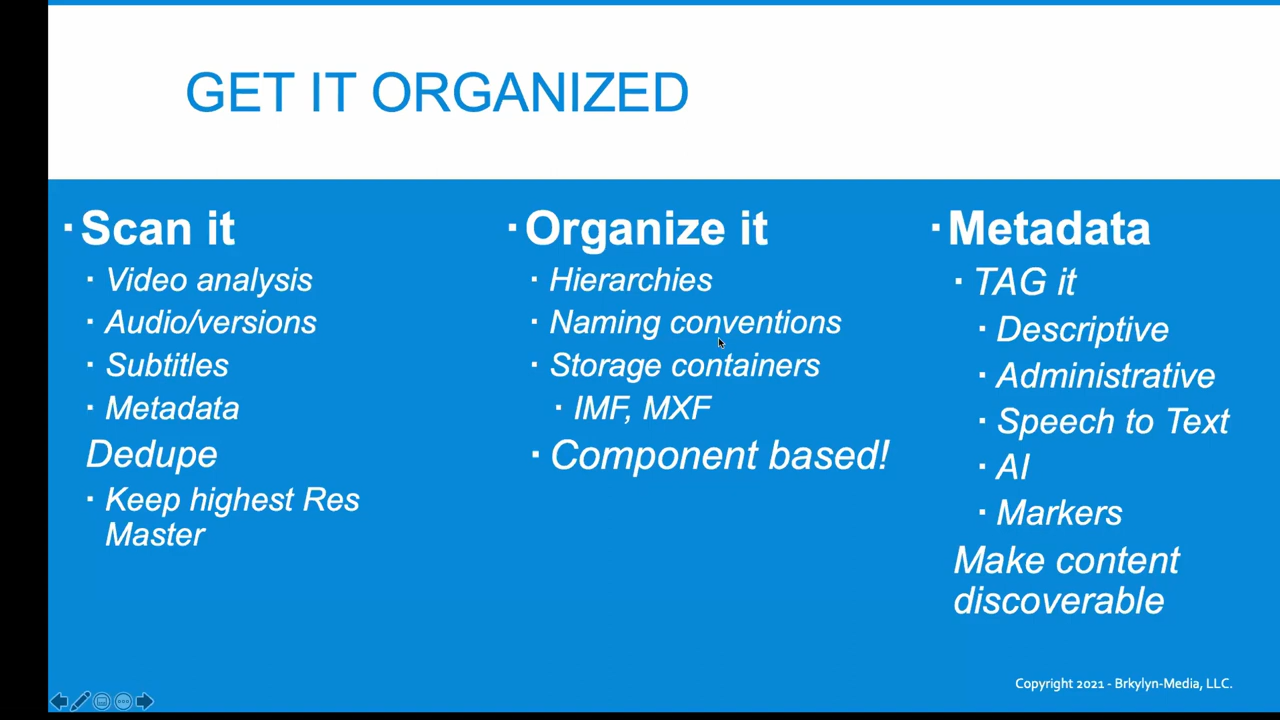 GET IT ORGANIZED
▪ Scan it
▪ Video analysis
▪ Audio/versions
▪ Subtitles
▪ Metadata
Dedupe
▪ Keep highest Res
Master
▪ Organize it
▪ Hierarchies
▪ Naming conventions
▪ Storage containers
▪ IMF, MXF
▪ Component based!
▪ Metadata
▪ TAG it
▪ Descriptive
▪ Administrative
▪ Speech to Text
▪ AI
▪ Markers
Make content
discoverable
Copyright 2021 - Brkylyn-Media, LLC.